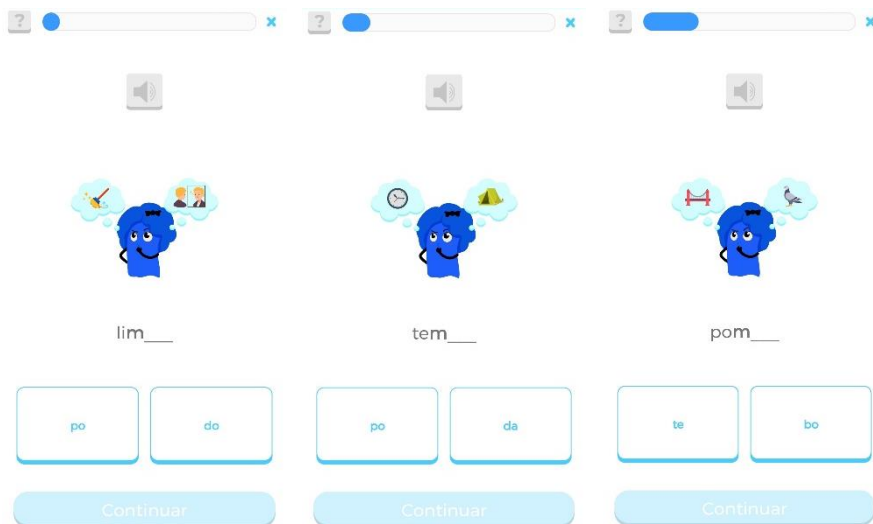 ?
×
?
×
?
×
lim___
tem___
pom___
po
do
po
da
te
bo
Continuar
Continuar
Continuar